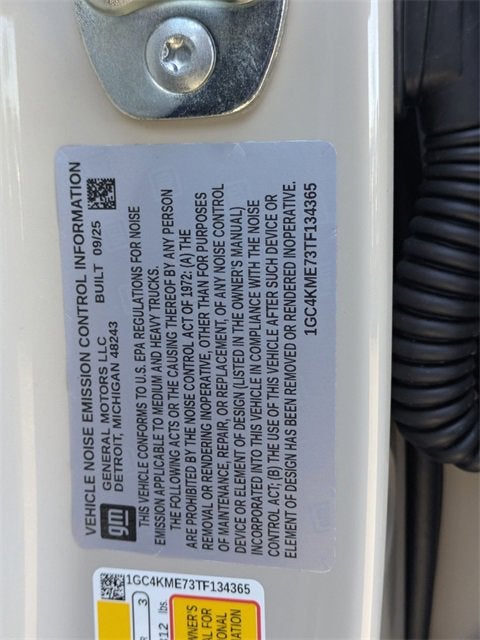 VEHICLE NOISE EMISSION CONTROL INFORMATION
GENERAL MOTORS LLC
DETROIT, MICHIGAN 48243 BUILT 09/25
gm
THIS VEHICLE CONFORMS TO U.S. EPA REGULATIONS FOR NOISE
EMISSION APPLICABLE TO MEDIUM AND HEAVY TRUCKS.
THE FOLLOWING ACTS OR THE CAUSING THEREOF BY ANY PERSON
ARE PROHIBITED BY THE NOISE CONTROL ACT OF 1972: (A) THE
REMOVAL OR RENDERING INOPERATIVE, OTHER THAN FOR PURPOSES
OF MAINTENANCE, REPAIR, OR REPLACEMENT, OF ANY NOISE CONTROL
DEVICE OR ELEMENT OF DESIGN (LISTED IN THE OWNER'S MANUAL)
INCORPORATED INTO THIS VEHICLE IN COMPLIANCE WITH THE NOISE
CONTROL ACT; (B) THE USE OF THIS VEHICLE AFTER SUCH DEVICE OR
ELEMENT OF DESIGN HAS BEEN REMOVED OR RENDERED INOPERATIVE.
1GC4KME73TF134365
1GC4KME73TF134365
3
lbs.